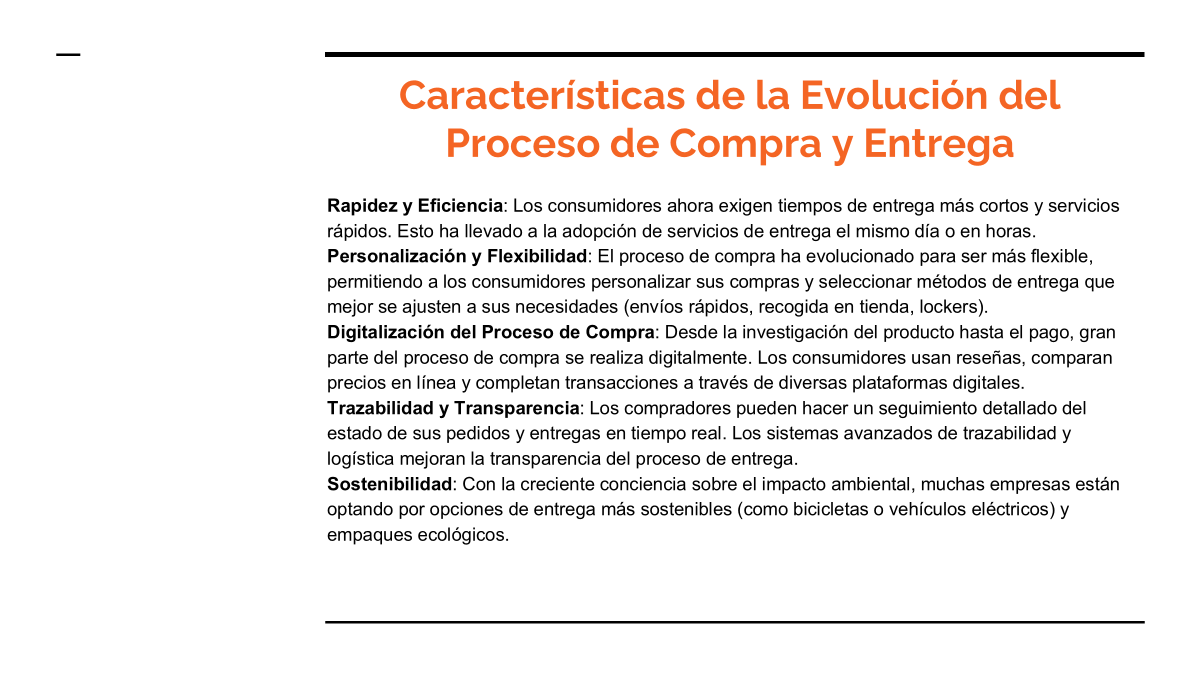 Características de la Evolución del
Proceso de Compra y Entrega
Rapidez y Eficiencia: Los consumidores ahora exigen tiempos de entrega más cortos y servicios
rápidos. Esto ha llevado a la adopción de servicios de entrega el mismo día o en horas.
Personalización y Flexibilidad: El proceso de compra ha evolucionado para ser más flexible,
permitiendo a los consumidores personalizar sus compras y seleccionar métodos de entrega que
mejor se ajusten a sus necesidades (envíos rápidos, recogida en tienda, lockers).
Digitalización del Proceso de Compra: Desde la investigación del producto hasta el pago, gran
parte del proceso de compra se realiza digitalmente. Los consumidores usan reseñas, comparan
precios en línea y completan transacciones a través de diversas plataformas digitales.
Trazabilidad y Transparencia: Los compradores pueden hacer un seguimiento detallado del
estado de sus pedidos y entregas en tiempo real. Los sistemas avanzados de trazabilidad y
logística mejoran la transparencia del proceso de entrega.
Sostenibilidad: Con la creciente conciencia sobre el impacto ambiental, muchas empresas están
optando por opciones de entrega más sostenibles (como bicicletas o vehículos eléctricos) y
empaques ecológicos.